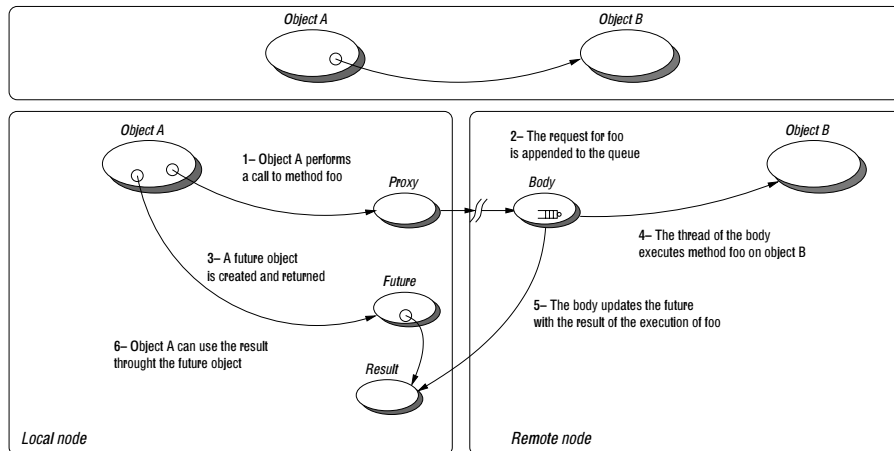 Object A
Object B
Object A
1– Object A performs
a call to method foo
Proxy
2– The request for foo
is appended to the queue
Body
Object B
3– A future object
is created and returned
Future
4– The thread of the body
executes method foo on object B
5– The body updates the future
with the result of the execution of foo
6– Object A can use the result
throught the future object
Result
Local node
Remote node